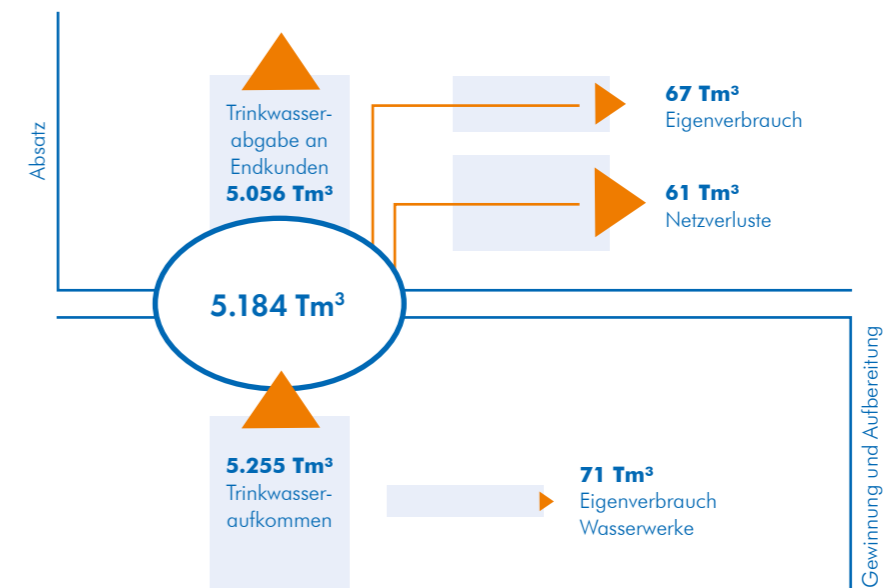 Absatz
Trinkwasser-
abgabe an
Endkunden
5.056 Tm³
67 Tm³
Eigenverbrauch
61 Tm³
Netzverluste
5.184 Tm³
5.255 Tm³
Trinkwasser-
aufkommen
71 Tm³
Eigenverbrauch
Wasserwerke
Gewinnung und Aufbereitung